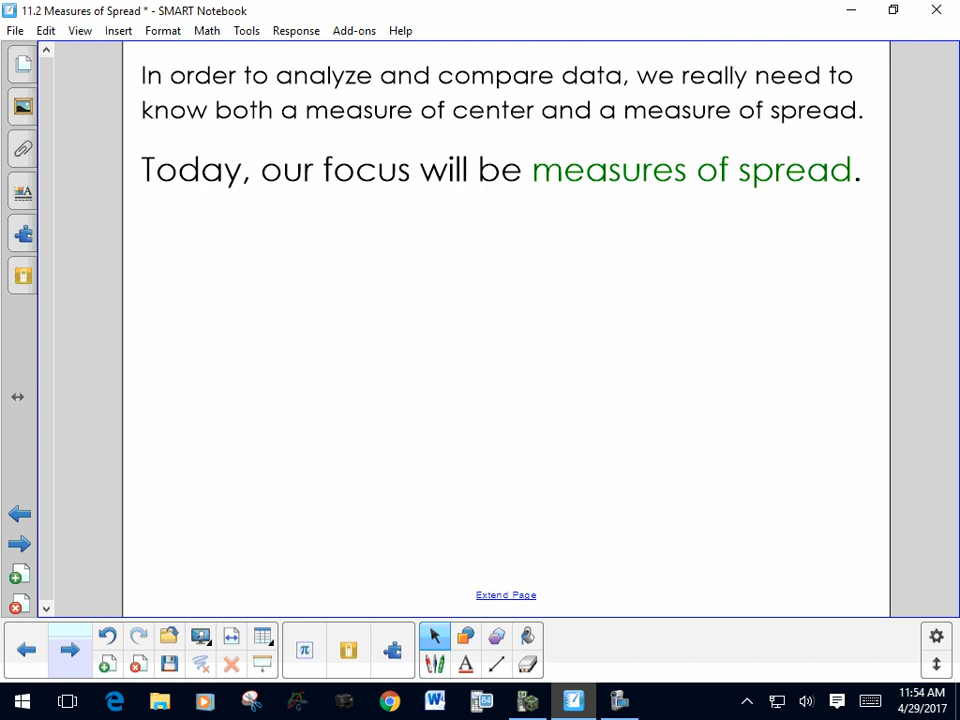 11.2 Measures of Spread * - SMART Notebook
File Edit View Insert Format Math Tools Response Add-ons Help
In order to analyze and compare data, we really need to
know both a measure of center and a measure of spread.
Today, our focus will be measures of spread.
Extend Page
11:54 AM
4/29/2017